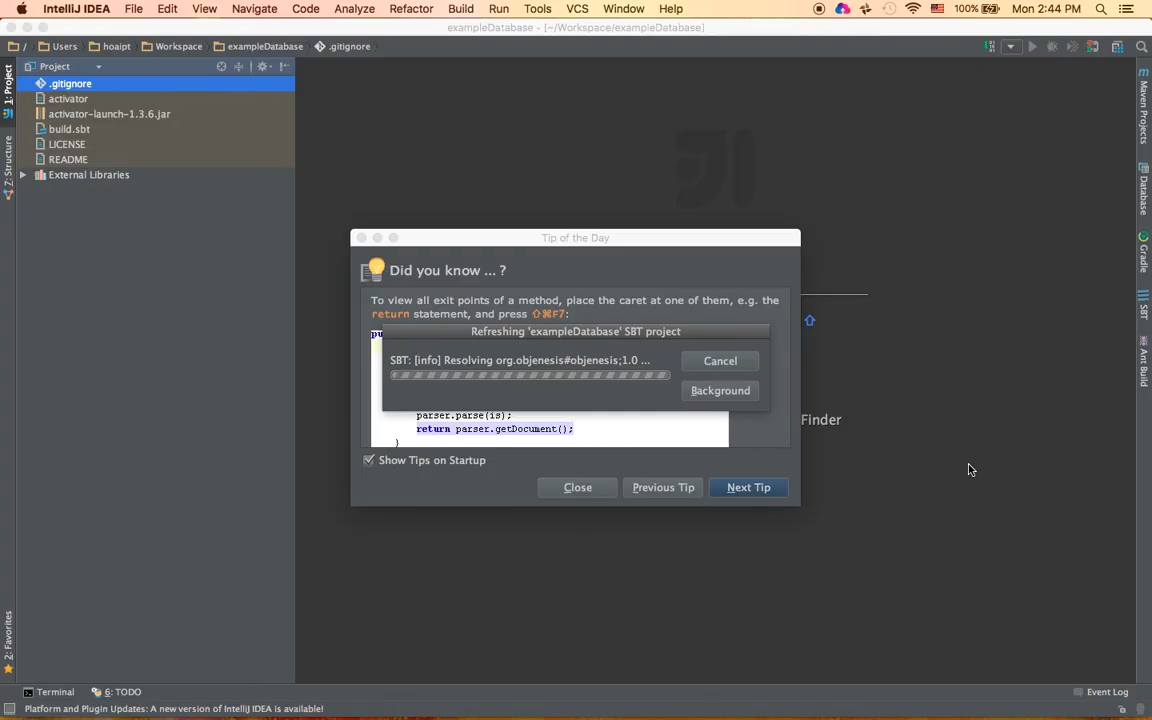 IntelliJ IDEA File Edit View Navigate Code Analyze Refactor Build Run Tools VCS Window Help 100% Mon 2:44 PM
exampleDatabase - [~/Workspace/exampleDatabase]
/ Users hoaipt Workspace exampleDatabase .gitignore
Project
.gitignore
activator
activator-launch-1.3.6.jar
build.sbt
LICENSE
README
External Libraries
1: Project
Z: Structure
2: Favorites
Tip of the Day
Did you know ... ?
To view all exit points of a method, place the caret at one of them, e.g. the
return statement, and press ⇧⌘F7:
Refreshing 'exampleDatabase' SBT project
SBT: [info] Resolving org.objenesis#objenesis;1.0 ...
Cancel
Background
parser.parse(is);
return parser.getDocument();
}
Show Tips on Startup
Close Previous Tip Next Tip
Finder
Maven Projects
Database
Gradle
SBT
Ant Build
Terminal 6: TODO Event Log
Platform and Plugin Updates: A new version of IntelliJ IDEA is available!